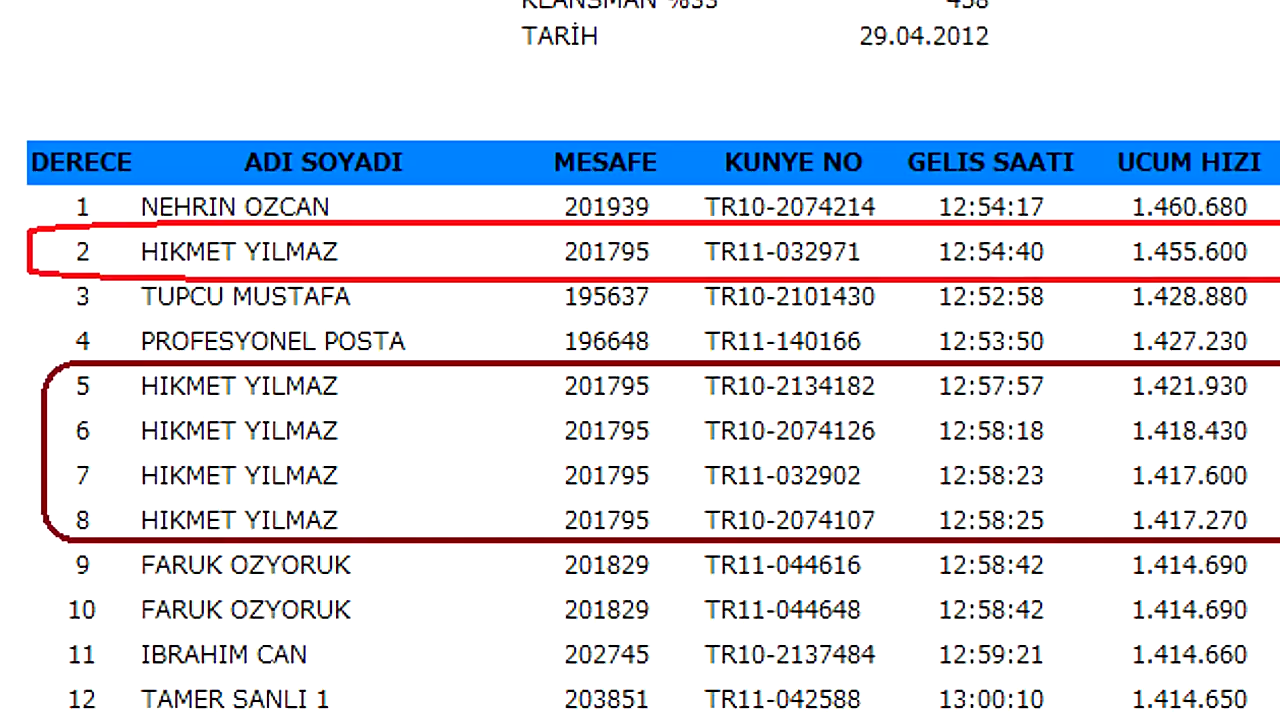 KLANSMAN %33 458
TARİH 29.04.2012
DERECE ADI SOYADI MESAFE KUNYE NO GELIS SAATI UCUM HIZI
1 NEHRIN OZCAN 201939 TR10-2074214 12:54:17 1.460.680
2 HIKMET YILMAZ 201795 TR11-032971 12:54:40 1.455.600
3 TUPCU MUSTAFA 195637 TR10-2101430 12:52:58 1.428.880
4 PROFESYONEL POSTA 196648 TR11-140166 12:53:50 1.427.230
5 HIKMET YILMAZ 201795 TR10-2134182 12:57:57 1.421.930
6 HIKMET YILMAZ 201795 TR10-2074126 12:58:18 1.418.430
7 HIKMET YILMAZ 201795 TR11-032902 12:58:23 1.417.600
8 HIKMET YILMAZ 201795 TR10-2074107 12:58:25 1.417.270
9 FARUK OZYORUK 201829 TR11-044616 12:58:42 1.414.690
10 FARUK OZYORUK 201829 TR11-044648 12:58:42 1.414.690
11 IBRAHIM CAN 202745 TR10-2137484 12:59:21 1.414.660
12 TAMER SANLI 1 203851 TR11-042588 13:00:10 1.414.650